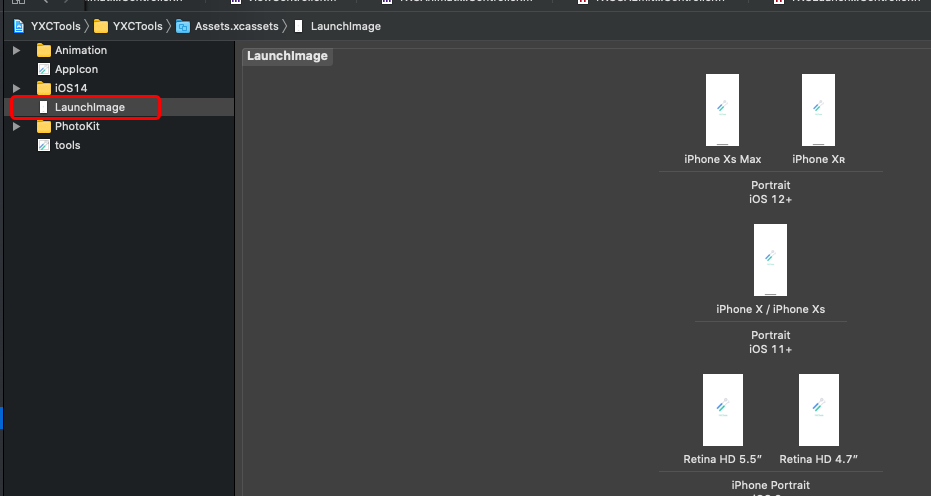 YXCTools 〉 YXCTools 〉 Assets.xcassets 〉 LaunchImage
Animation
AppIcon
iOS14
LaunchImage
PhotoKit
tools
LaunchImage
iPhone Xs Max
iPhone Xʀ
Portrait
iOS 12+
iPhone X / iPhone Xs
Portrait
iOS 11+
Retina HD 5.5″
Retina HD 4.7″
iPhone Portrait